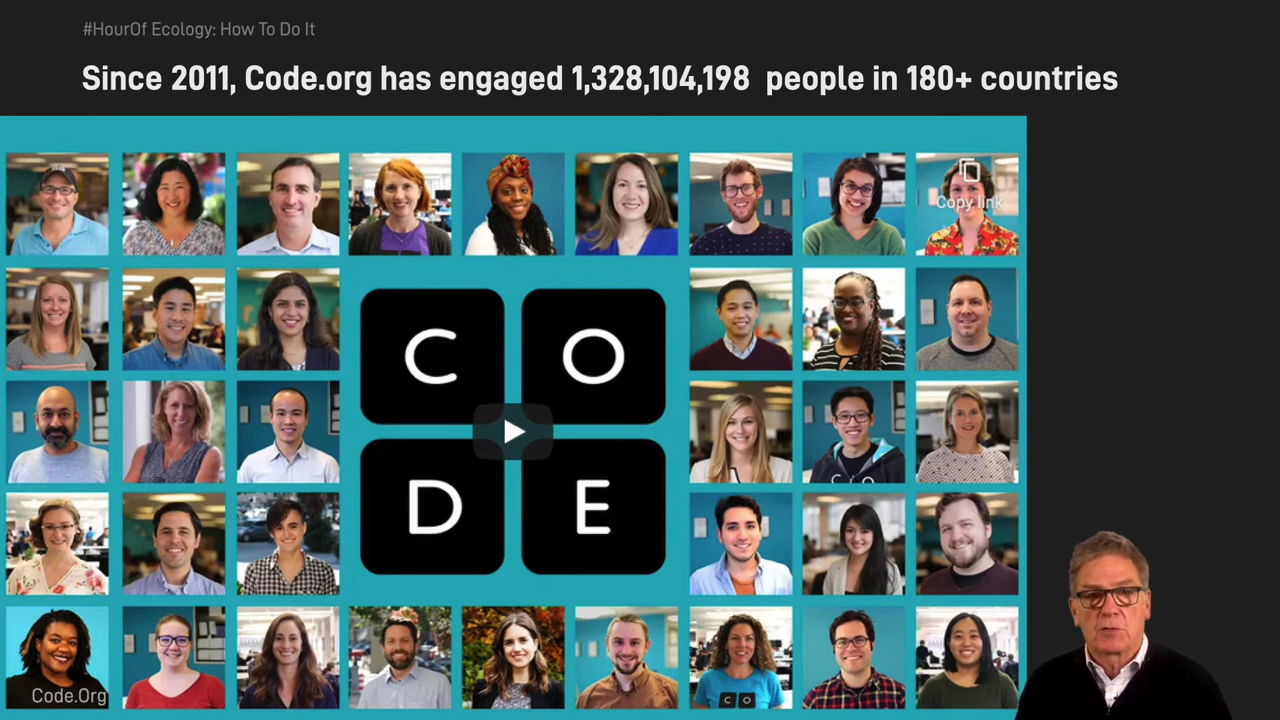 #HourOf Ecology: How To Do It
Since 2011, Code.org has engaged 1,328,104,198 people in 180+ countries
Copy link
C O
D E
C O
C O
Code.Org